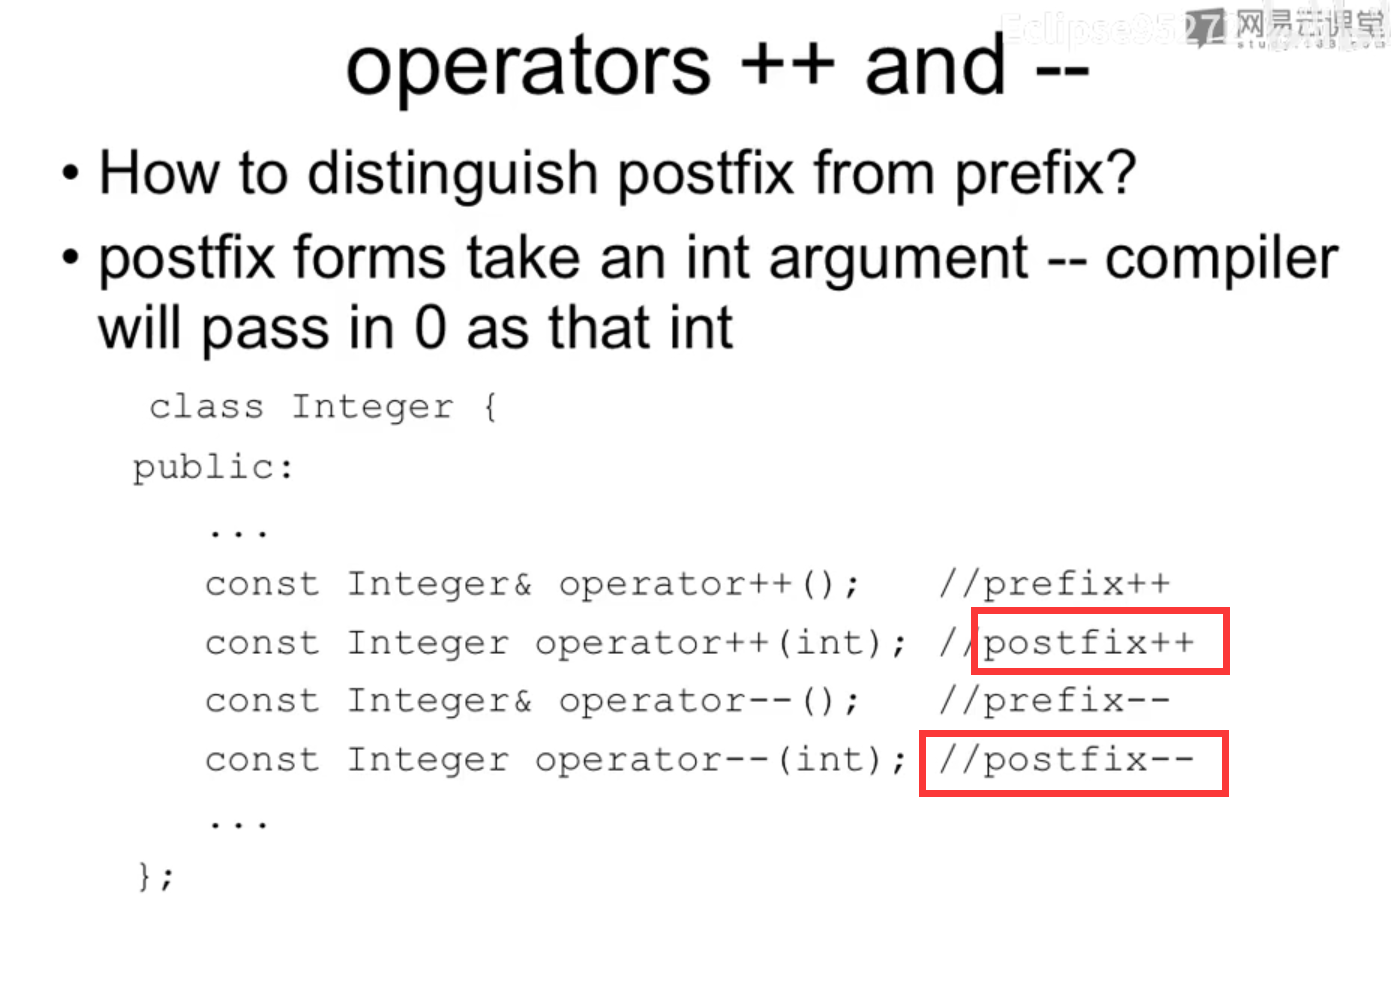 Eclipse9527 网易云课堂
operators ++ and --
• How to distinguish postfix from prefix?
• postfix forms take an int argument -- compiler
will pass in 0 as that int
class Integer {
public:
...
const Integer& operator++(); //prefix++
const Integer operator++(int); //postfix++
const Integer& operator--(); //prefix--
const Integer operator--(int); //postfix--
...
};